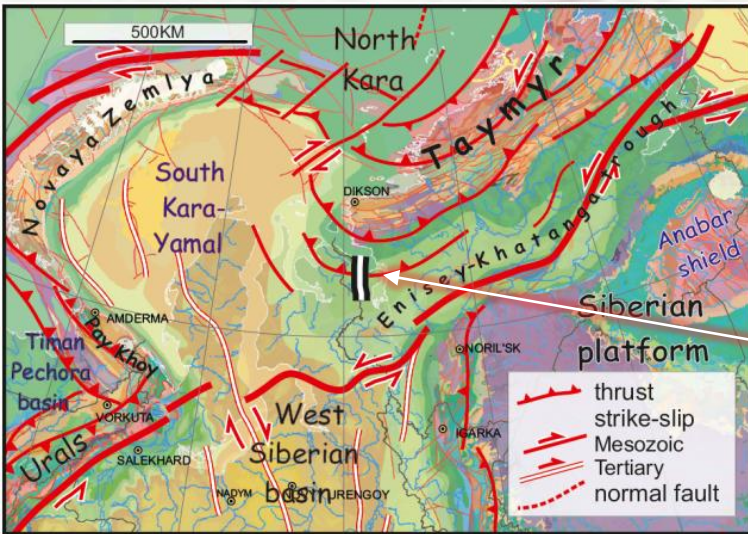 500KM
North
Kara
Novaya Zemlya
Taymyr
South
Kara-
Yamal
DIKSON
Enisey-Khatanga trough
Anabar
shield
AMDERMA
Pay Khoy
Timan
Pechora
basin
Siberian
platform
NORIL'SK
VORKUTA
Urals
SALEKHARD
West
Siberian
basin
IGARKA
NADYM
URENGOY
thrust
strike-slip
Mesozoic
Tertiary
normal fault